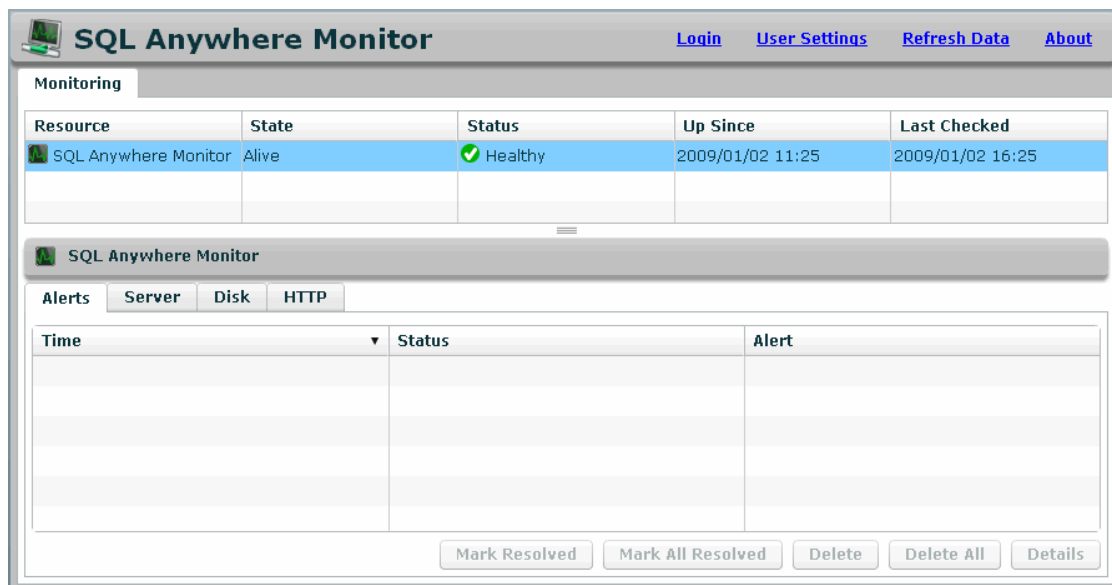 SQL Anywhere Monitor
Login User Settings Refresh Data About
Monitoring
Resource State Status Up Since Last Checked
SQL Anywhere Monitor Alive Healthy 2009/01/02 11:25 2009/01/02 16:25
SQL Anywhere Monitor
Alerts Server Disk HTTP
Time Status Alert
Mark Resolved Mark All Resolved Delete Delete All Details